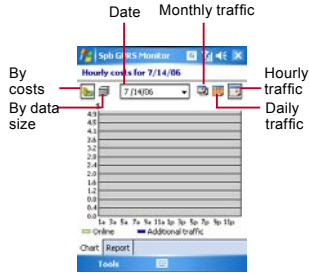 Date
Monthly traffic
Spb GPRS Monitor
By costs
Hourly costs for 7/14/06
Hourly traffic
By data size
7 /14/06
Daily traffic
$
4.9
4.5
4.1
3.6
3.2
2.8
2.4
2.0
1.6
1.2
0.8
0.4
0.0
1a 3a 5a 7a 9a 11a 1p 3p 5p 7p 9p 11p
Online
Additional traffic
Chart
Report
Tools